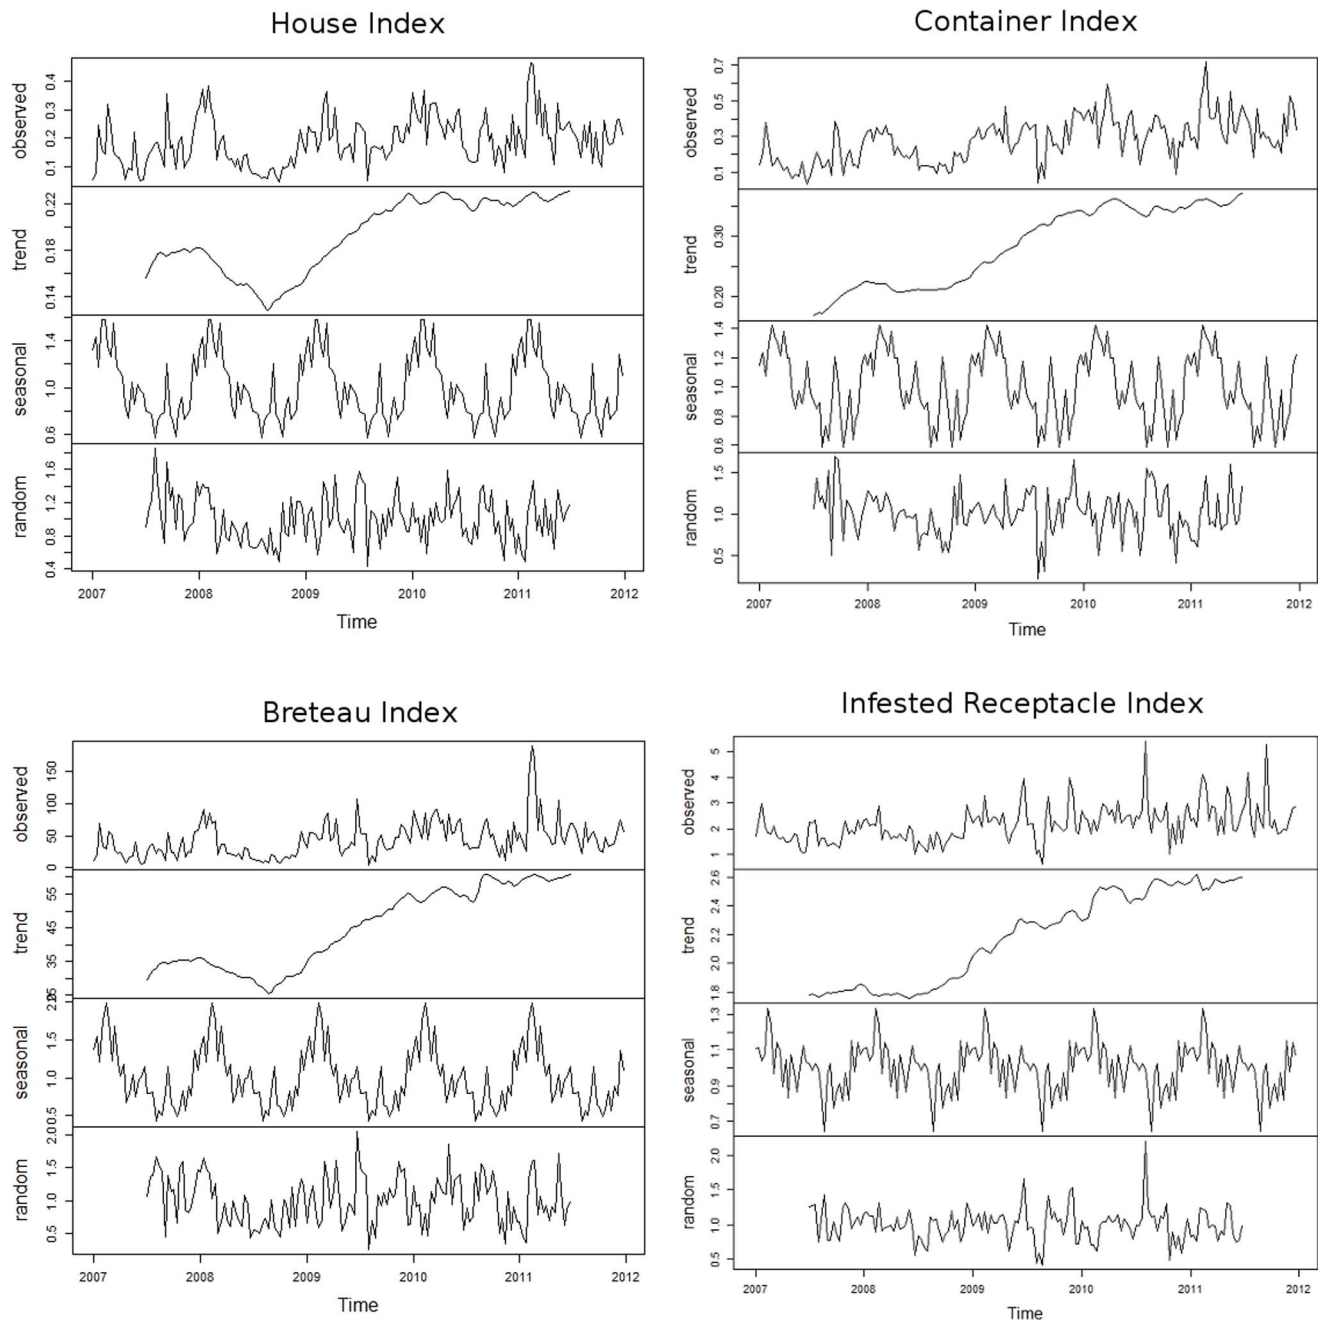 House Index
observed
0.1 0.2 0.3 0.4
trend
0.14 0.18 0.22
seasonal
0.6 1.0 1.4
random
0.4 0.8 1.2 1.6
2007 2008 2009 2010 2011 2012
Time
Container Index
observed
0.1 0.3 0.5 0.7
trend
0.20 0.30
seasonal
0.6 0.8 1.0 1.2 1.4
random
0.5 1.0 1.5
2007 2008 2009 2010 2011 2012
Time
Breteau Index
observed
0 50 100 150
trend
25 35 45 55
seasonal
0.5 1.0 1.5 2.0
random
0.5 1.0 1.5 2.0
2007 2008 2009 2010 2011 2012
Time
Infested Receptacle Index
observed
1 2 3 4 5
trend
1.8 2.0 2.2 2.4 2.6
seasonal
0.7 0.9 1.1 1.3
random
0.5 1.0 1.5 2.0
2007 2008 2009 2010 2011 2012
Time